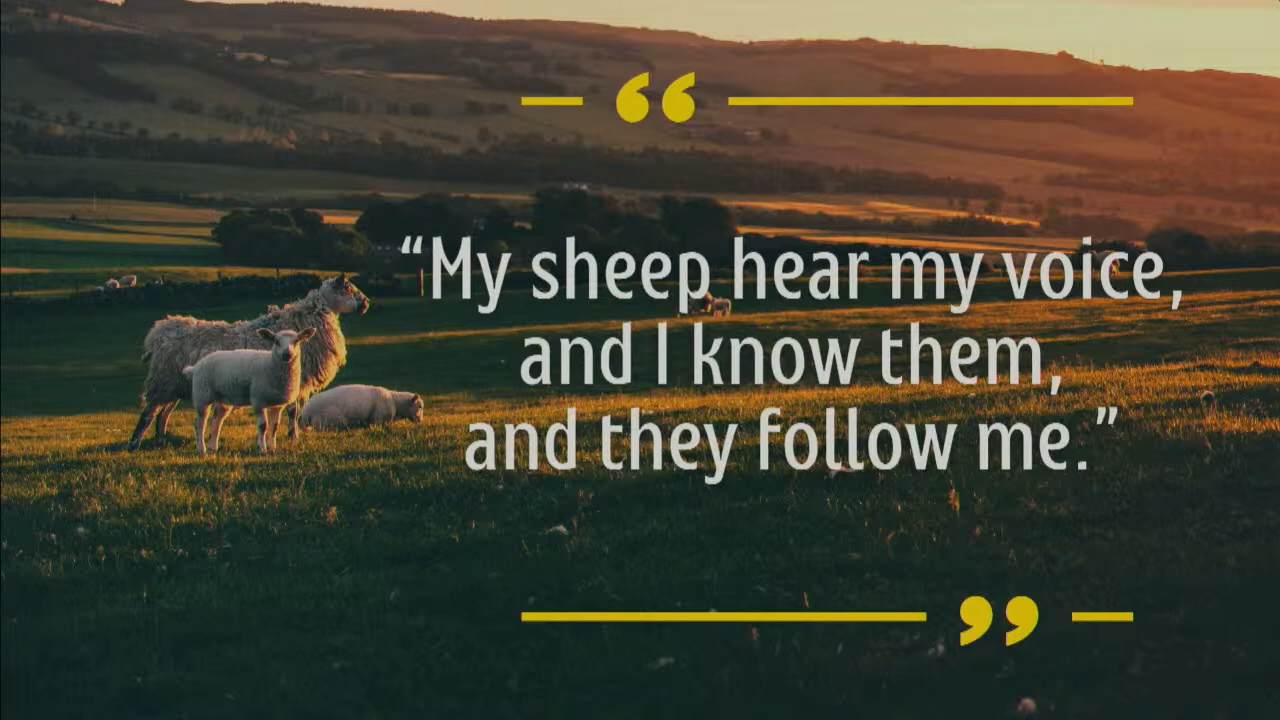 “My sheep hear my voice,
and I know them,
and they follow me.”